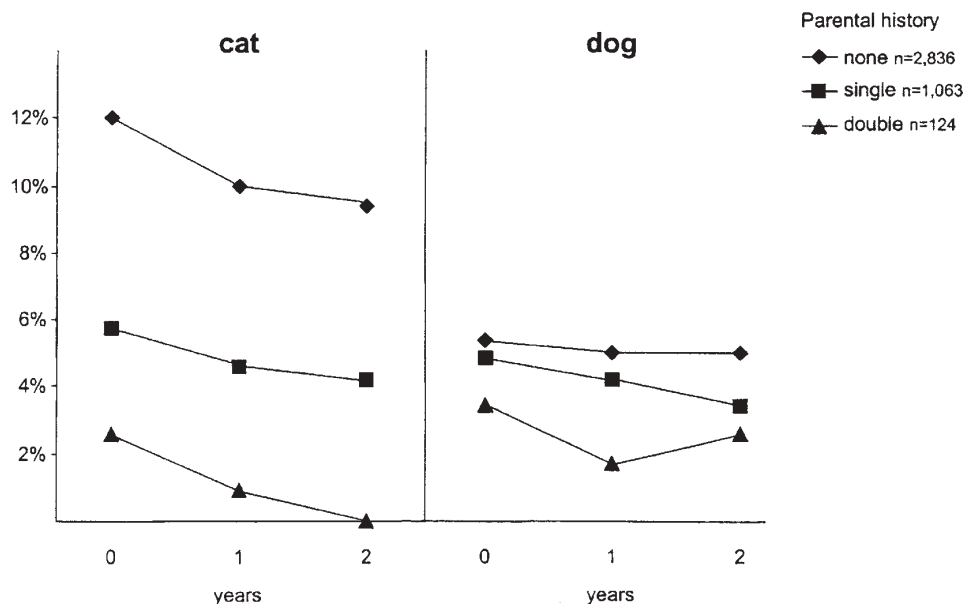 Parental history
none n=2,836
single n=1,063
double n=124
cat
dog
12%
10%
8%
6%
4%
2%
0 1 2
years
0 1 2
years